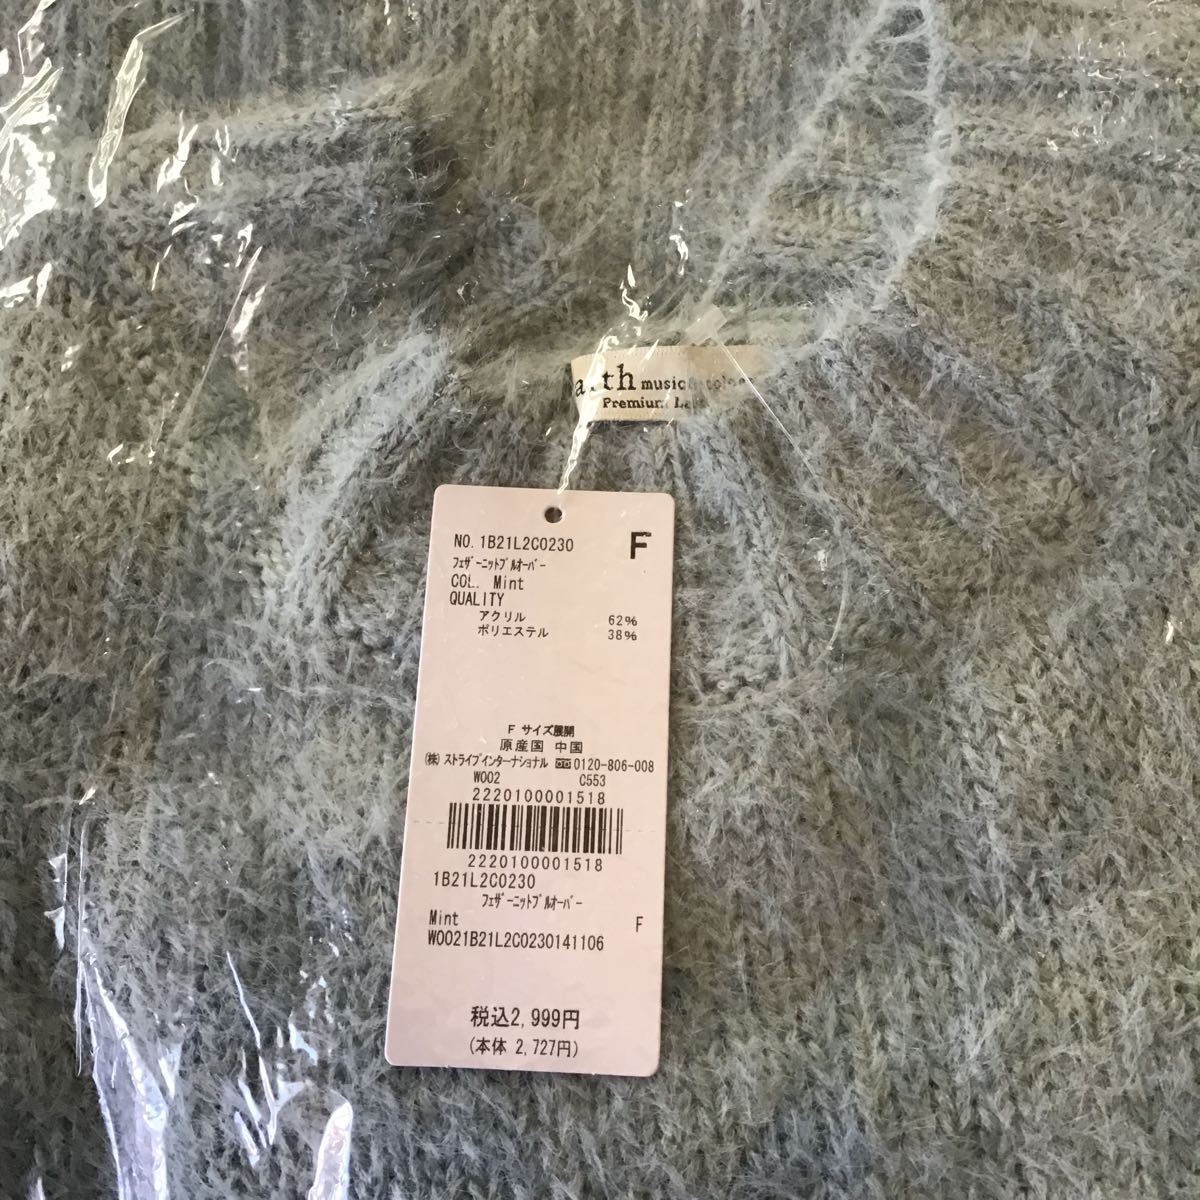 arth music&
Premium La
NO. 1B21L2C0230 F
フェザーニットプルオーバー
COL. Mint
QUALITY
アクリル 62%
ポリエステル 38%
F サイズ展開
原産国 中国
(株)ストライプインターナショナル 0120-806-008
W002 C553
2220100001518
2220100001518
1B21L2C0230
フェザーニットプルオーバー
Mint F
W0021B21L2C0230141106
税込2,999円
(本体 2,727円)